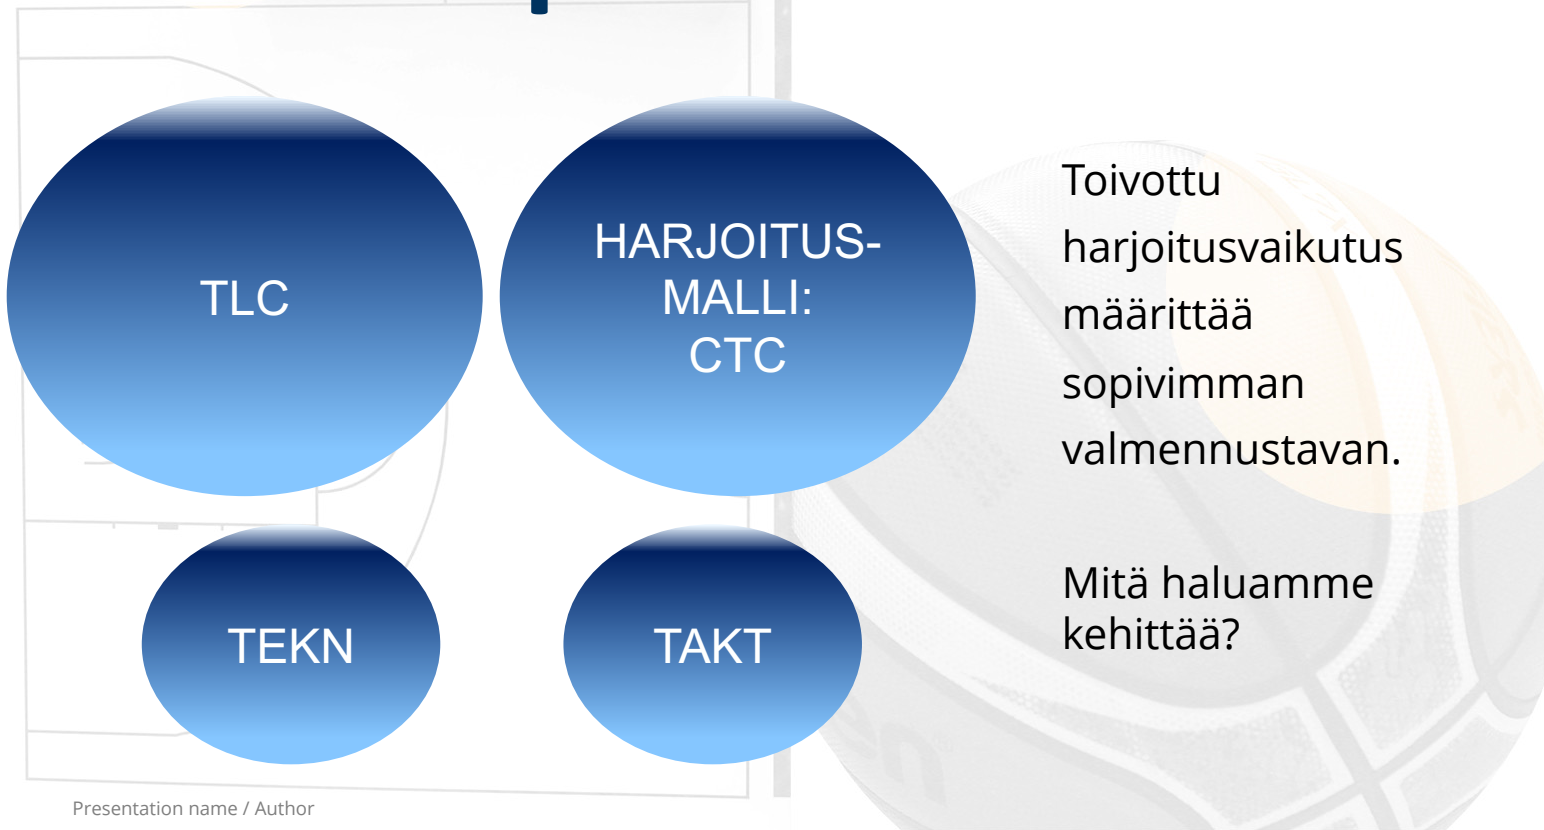 TLC
HARJOITUS-
MALLI:
CTC
TEKN
TAKT
Toivottu
harjoitusvaikutus
määrittää
sopivimman
valmennustavan.
Mitä haluamme
kehittää?
Presentation name / Author